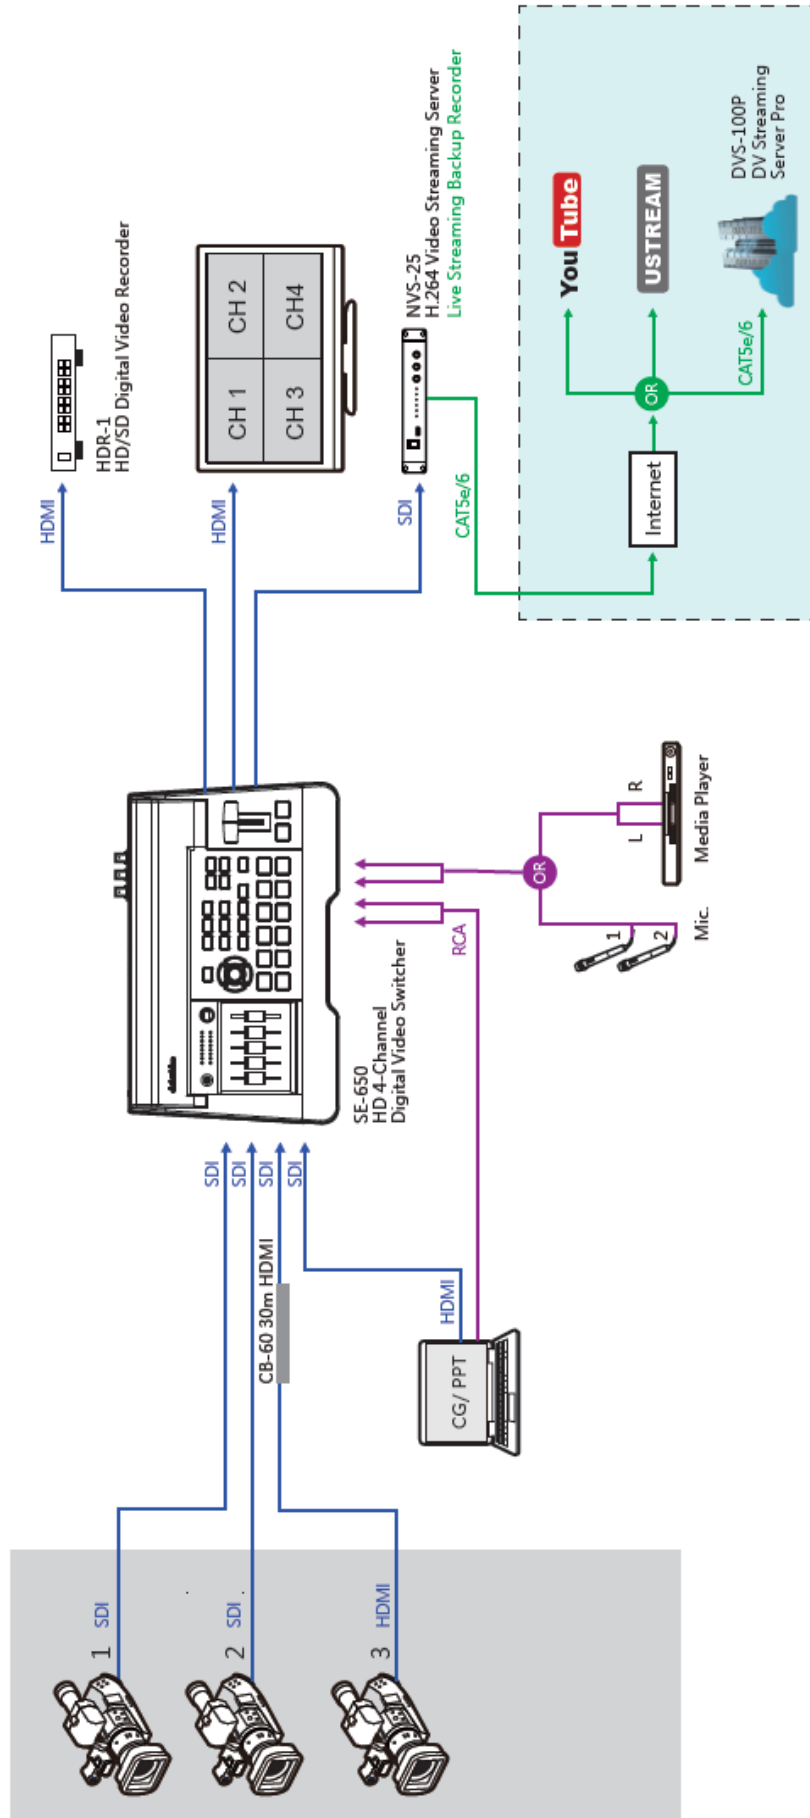 1
SDI
2
SDI
3
HDMI
CB-60 30m HDMI
CG/ PPT
HDMI
SDI
SDI
SDI
SDI
RCA
SE-650
HD 4-Channel
Digital Video Switcher
OR
1
2
Mic.
L
R
Media Player
HDMI
HDR-1
HD/SD Digital Video Recorder
HDMI
CH 1
CH 2
CH 3
CH4
SDI
NVS-25
H.264 Video Streaming Server
Live Streaming Backup Recorder
CAT5e/6
Internet
OR
You Tube
USTREAM
CAT5e/6
DVS-100P
DV Streaming
Server Pro